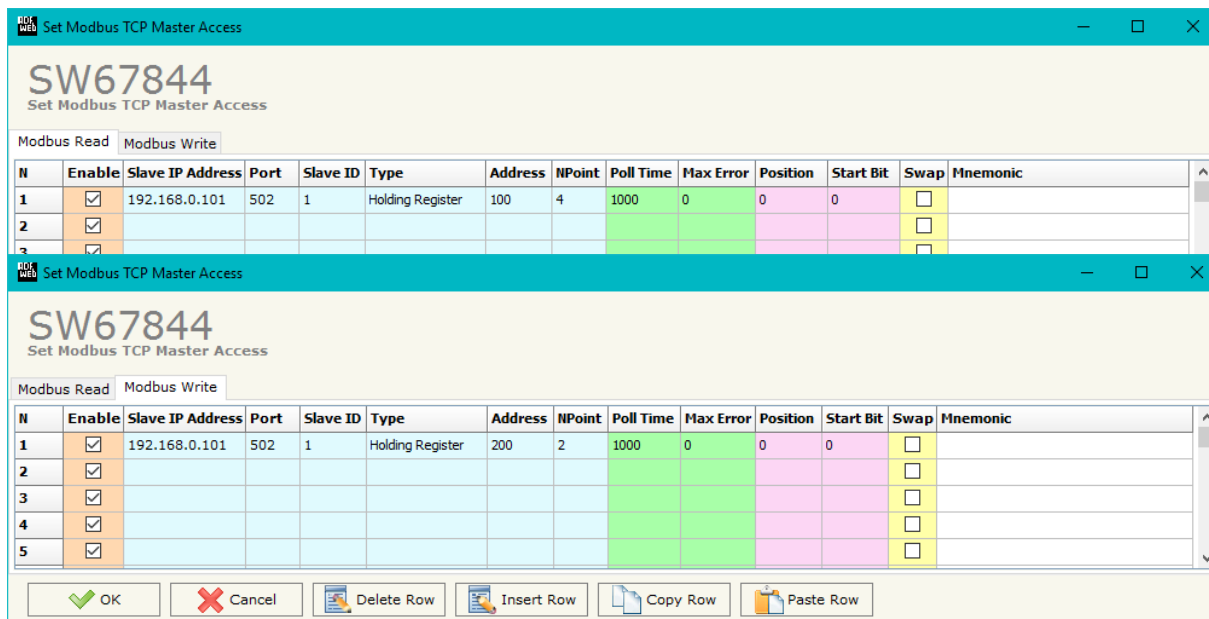 ADF WEB Set Modbus TCP Master Access
SW67844
Set Modbus TCP Master Access
Modbus Read Modbus Write
N Enable Slave IP Address Port Slave ID Type Address NPoint Poll Time Max Error Position Start Bit Swap Mnemonic
1 192.168.0.101 502 1 Holding Register 100 4 1000 0 0 0
2
3
ADF WEB Set Modbus TCP Master Access
SW67844
Set Modbus TCP Master Access
Modbus Read Modbus Write
N Enable Slave IP Address Port Slave ID Type Address NPoint Poll Time Max Error Position Start Bit Swap Mnemonic
1 192.168.0.101 502 1 Holding Register 200 2 1000 0 0 0
2
3
4
5
OK Cancel Delete Row Insert Row Copy Row Paste Row